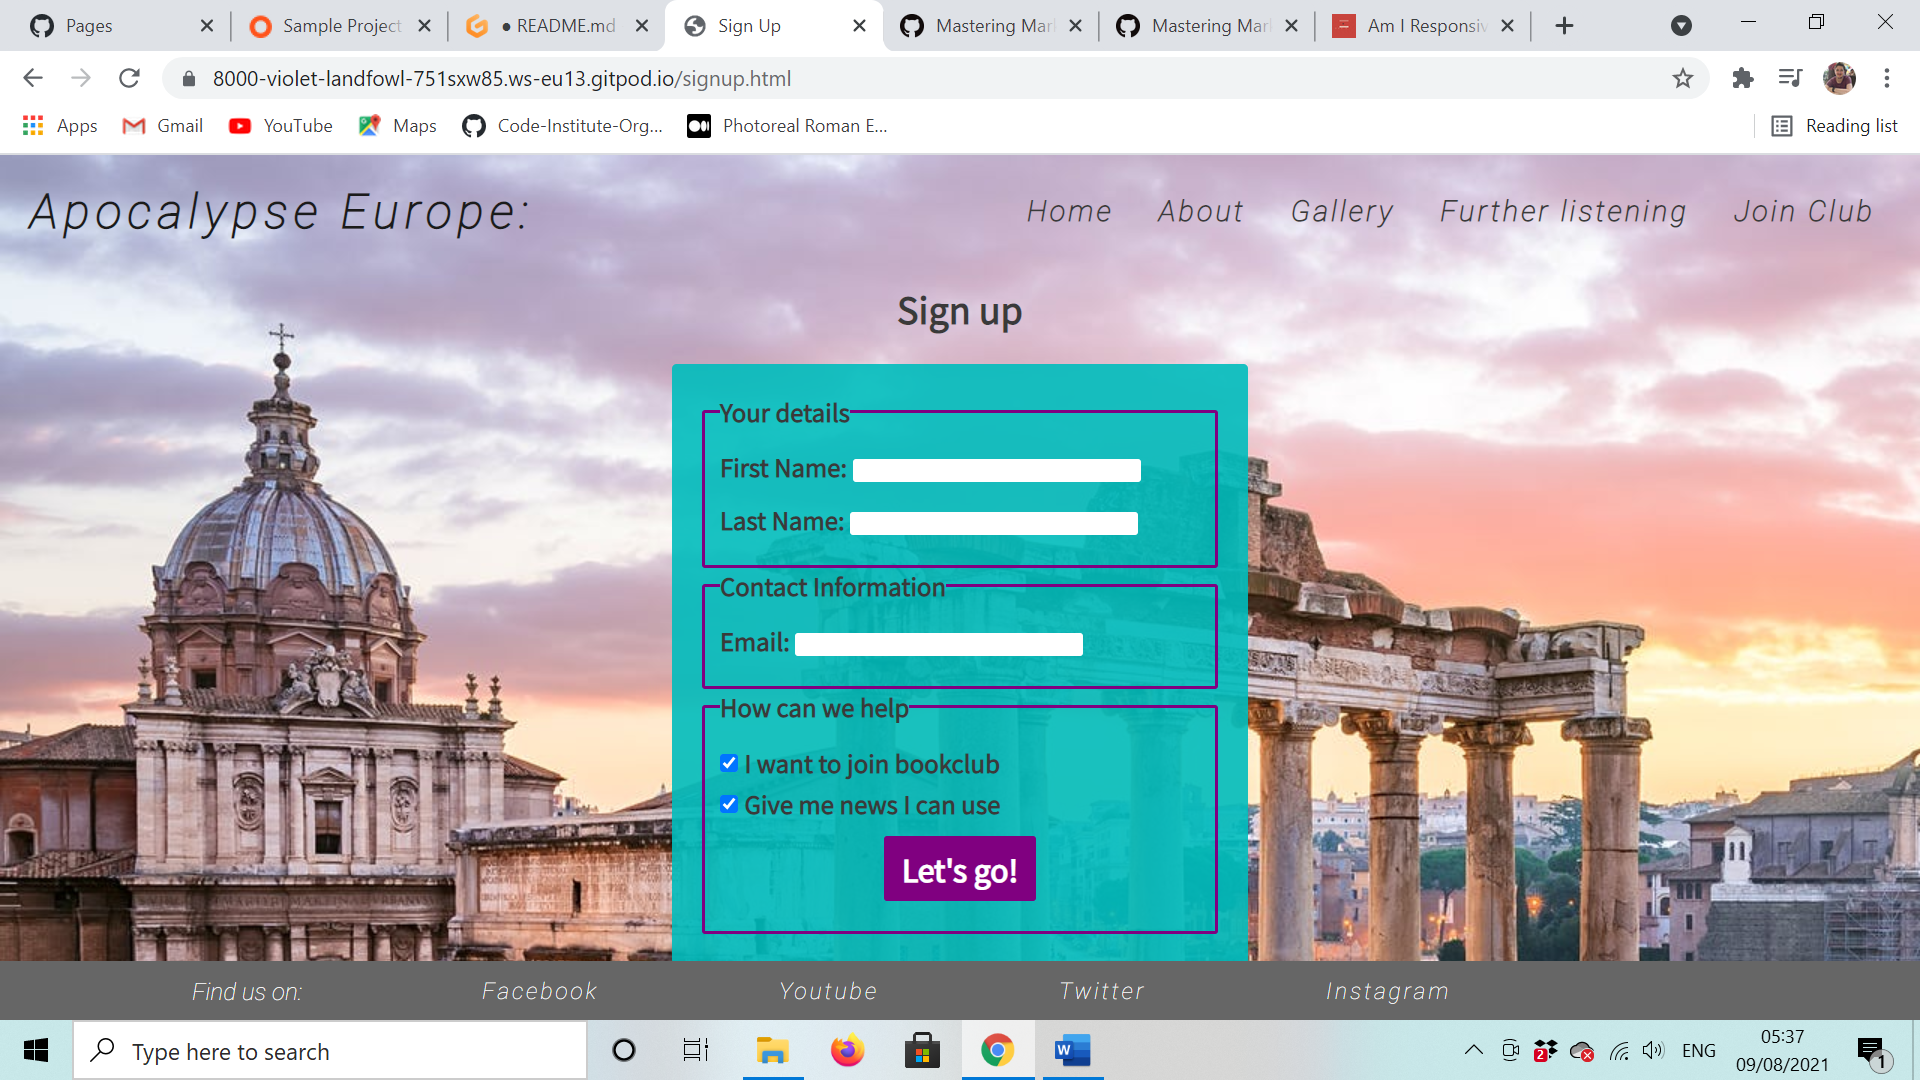 Pages
Sample Project
● README.md
Sign Up
Mastering Mar
Mastering Mar
Am I Responsiv
8000-violet-landfowl-751sxw85.ws-eu13.gitpod.io/signup.html
Apps
Gmail
YouTube
Maps
Code-Institute-Org...
Photoreal Roman E...
Reading list
Apocalypse Europe:
Home
About
Gallery
Further listening
Join Club
Sign up
Your details
First Name:
Last Name:
Contact Information
Email:
How can we help
I want to join bookclub
Give me news I can use
Let's go!
Find us on:
Facebook
Youtube
Twitter
Instagram
Type here to search
W
2
ENG
05:37
09/08/2021
1